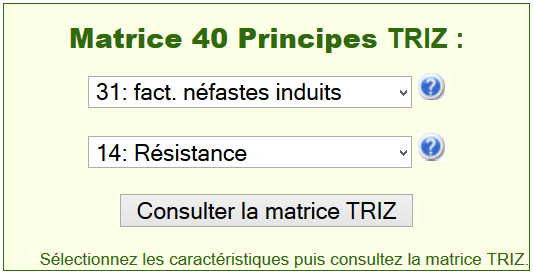 Matrice 40 Principes TRIZ :
31: fact. néfastes induits
14: Résistance
Consulter la matrice TRIZ
Sélectionnez les caractéristiques puis consultez la matrice TRIZ.